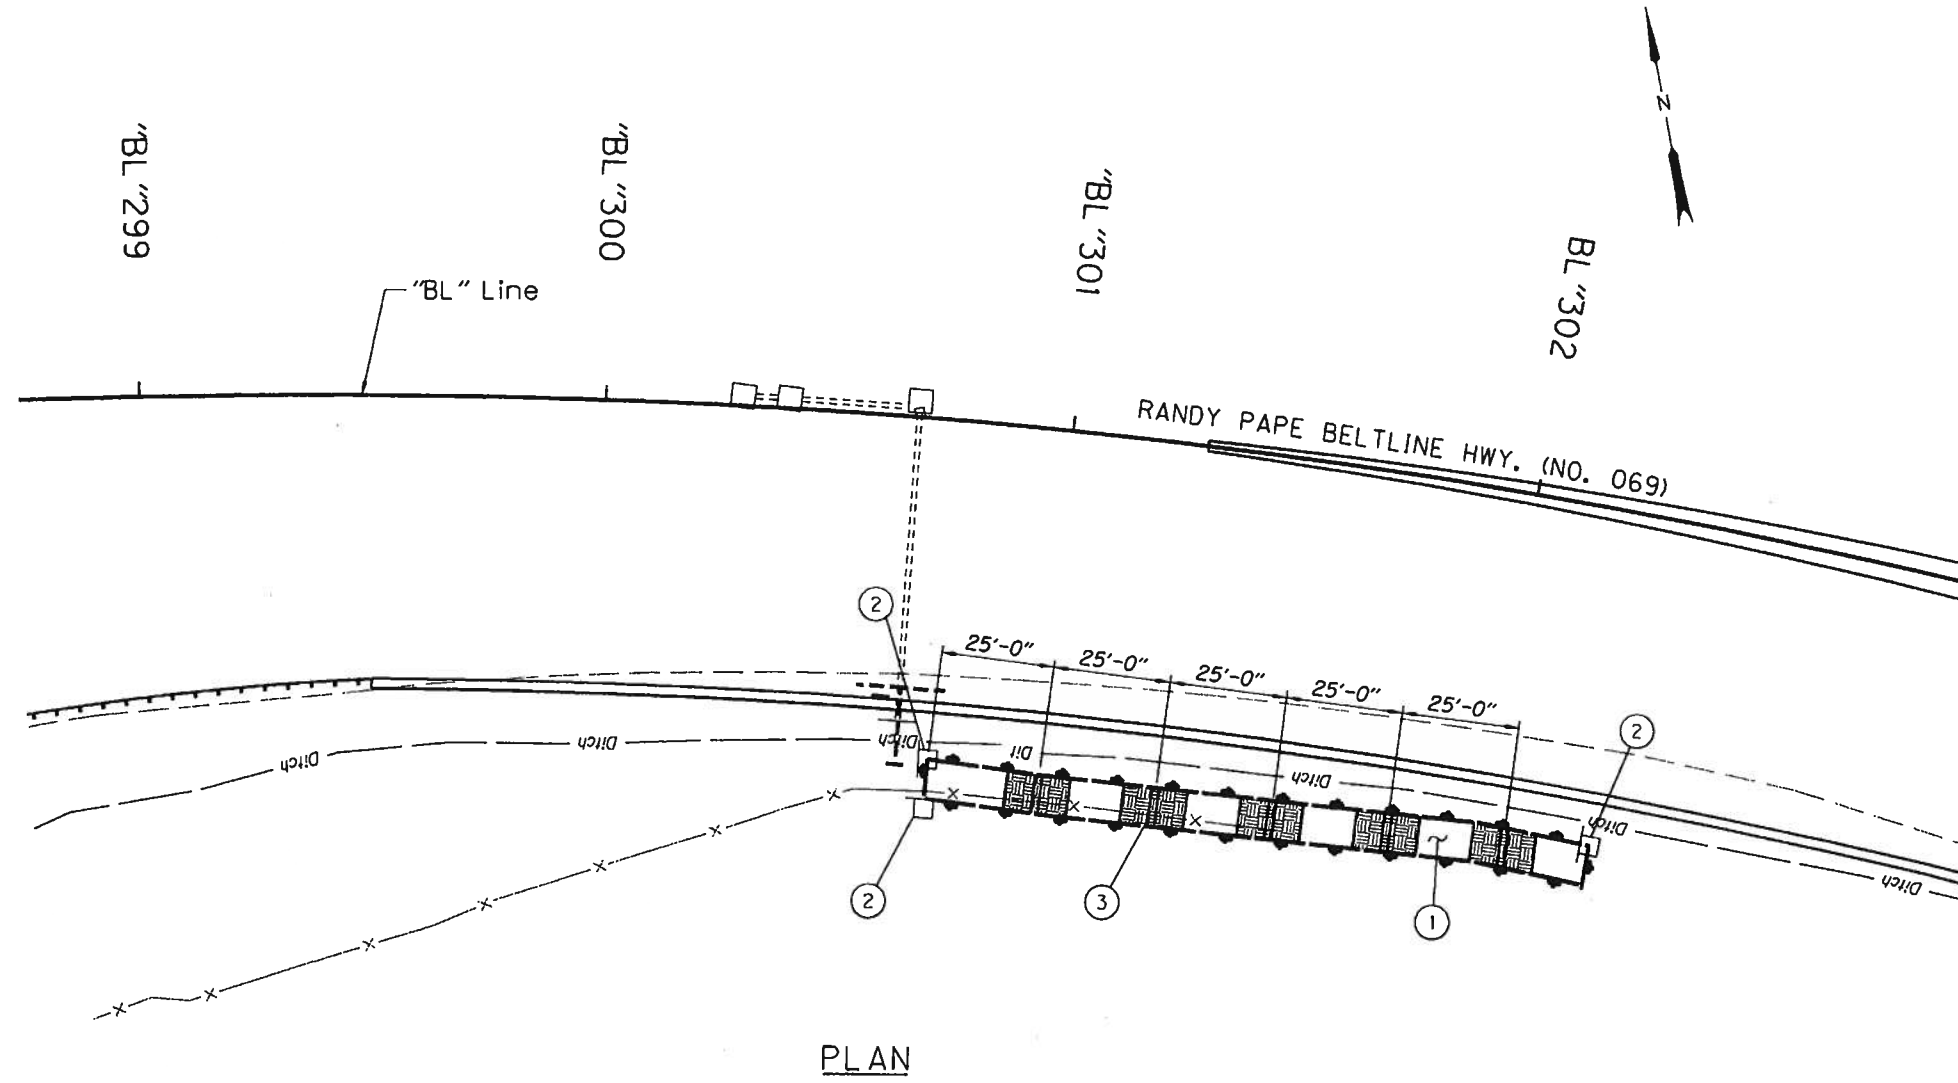 N
"BL "299
"BL "300
"BL "301
BL "302
"BL" Line
RANDY PAPE BELTLINE HWY. (NO. 069)
2
25'-0"
25'-0"
25'-0"
25'-0"
25'-0"
2
Ditch
Ditch
Ditch
Dit
Ditch
Ditch
Ditch
2
3
1
PLAN